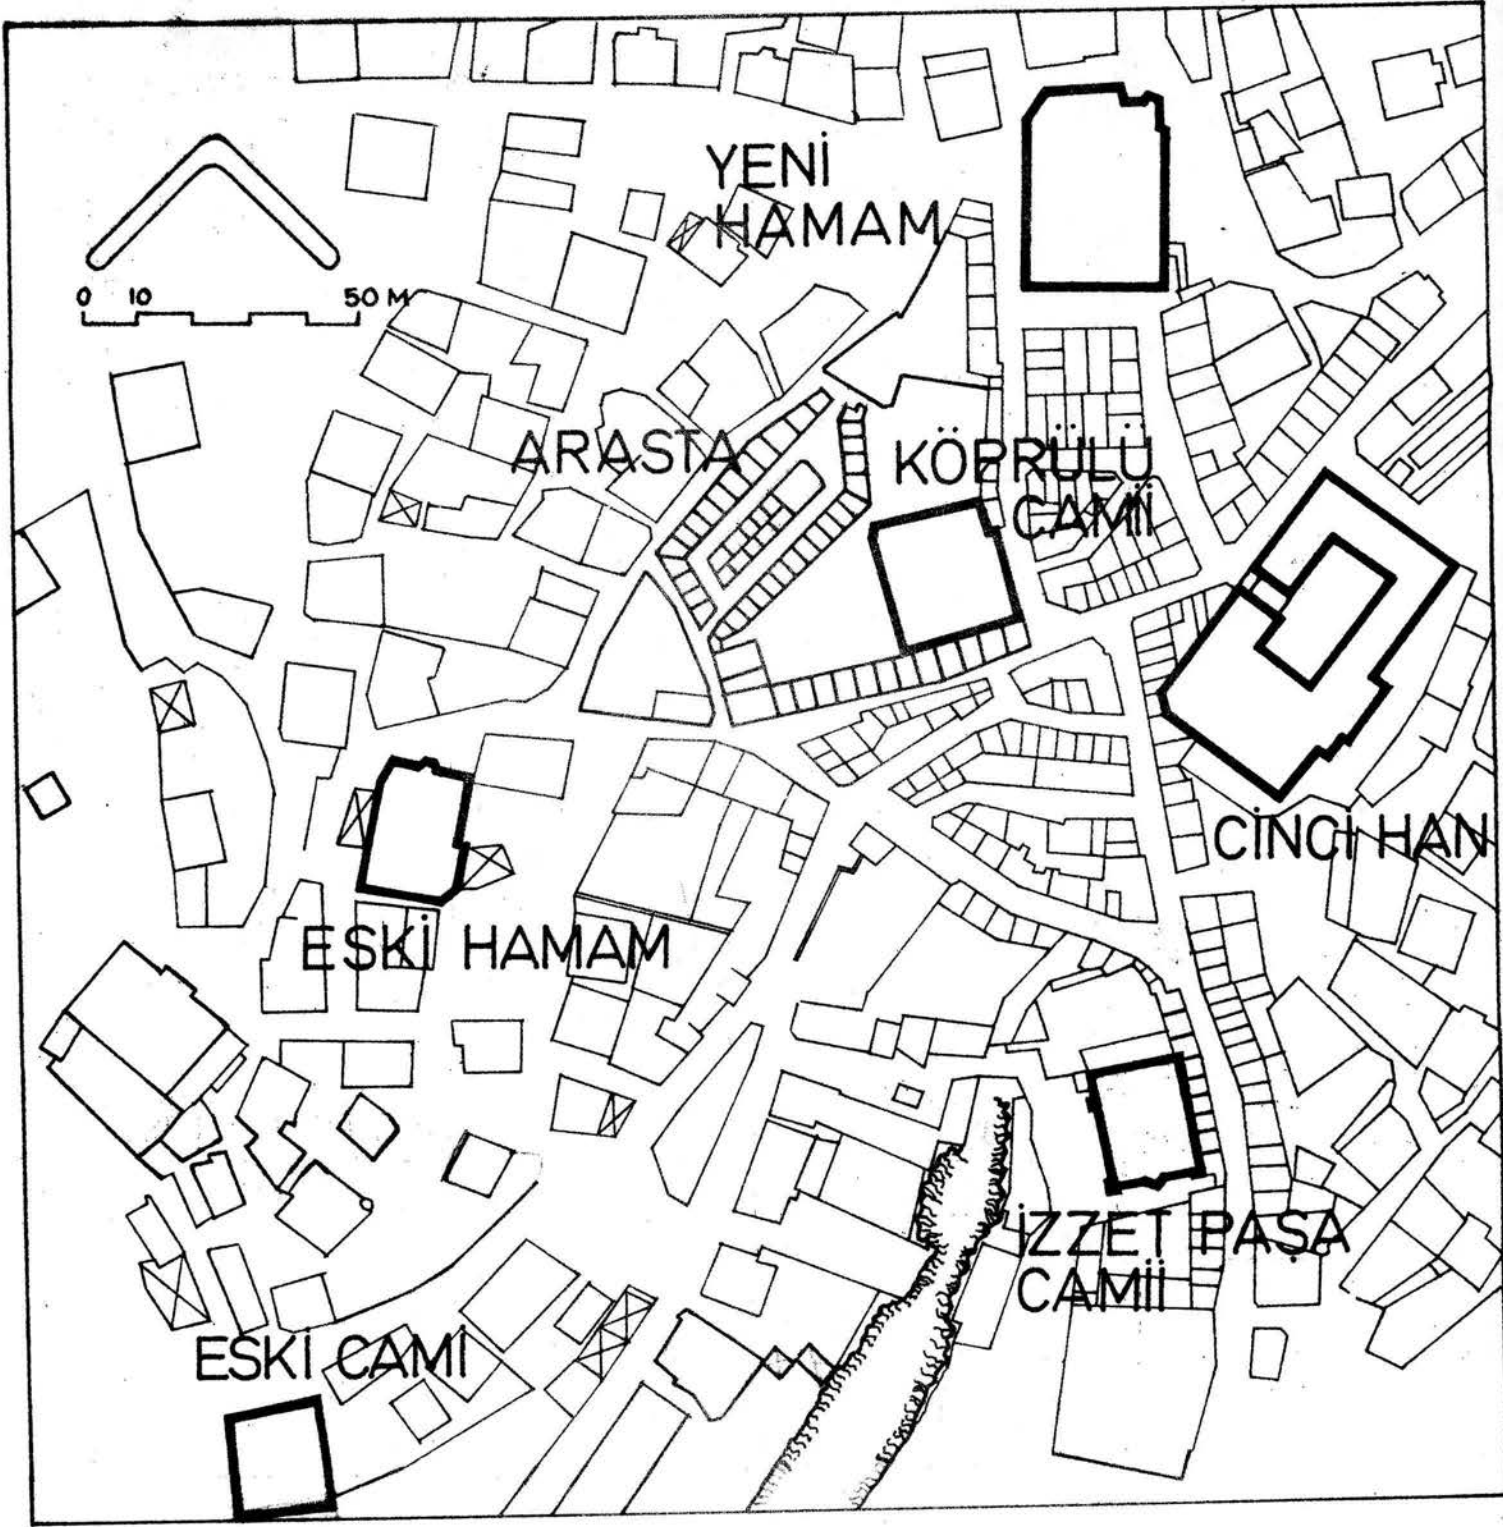 YENİ
HAMAM
0 10 50 M
ARASTA
KÖPRÜLÜ
CAMİİ
CİNCİ HAN
ESKİ HAMAM
İZZET PAŞA
CAMİİ
ESKİ CAMİ